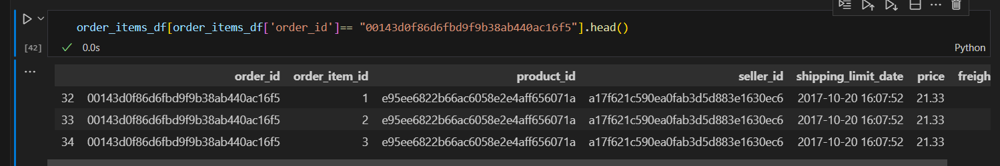 order_items_df[order_items_df['order_id']== "00143d0f86d6fbd9f9b38ab440ac16f5"].head()
[42] 0.0s Python
order_id order_item_id product_id seller_id shipping_limit_date price freigh
32 00143d0f86d6fbd9f9b38ab440ac16f5 1 e95ee6822b66ac6058e2e4aff656071a a17f621c590ea0fab3d5d883e1630ec6 2017-10-20 16:07:52 21.33
33 00143d0f86d6fbd9f9b38ab440ac16f5 2 e95ee6822b66ac6058e2e4aff656071a a17f621c590ea0fab3d5d883e1630ec6 2017-10-20 16:07:52 21.33
34 00143d0f86d6fbd9f9b38ab440ac16f5 3 e95ee6822b66ac6058e2e4aff656071a a17f621c590ea0fab3d5d883e1630ec6 2017-10-20 16:07:52 21.33